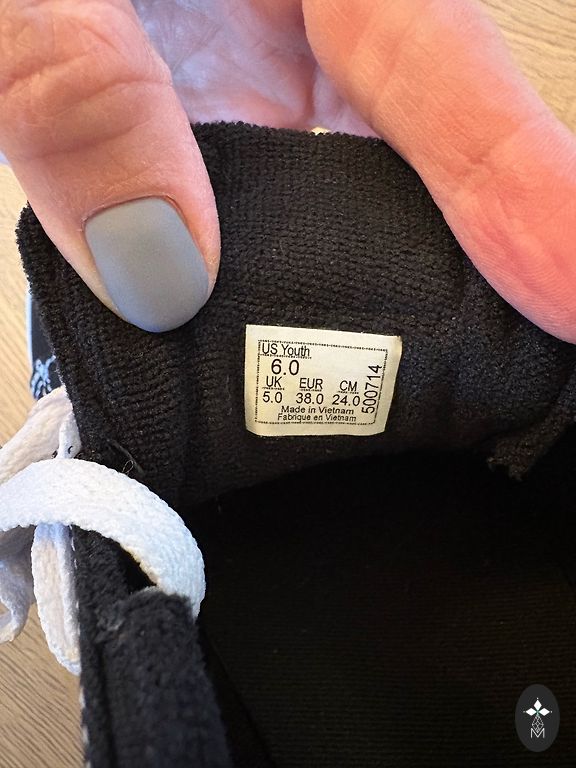 US Youth
6.0
UK EUR CM
5.0 38.0 24.0
Made in Vietnam
Fabrique en Vietnam
500714
M